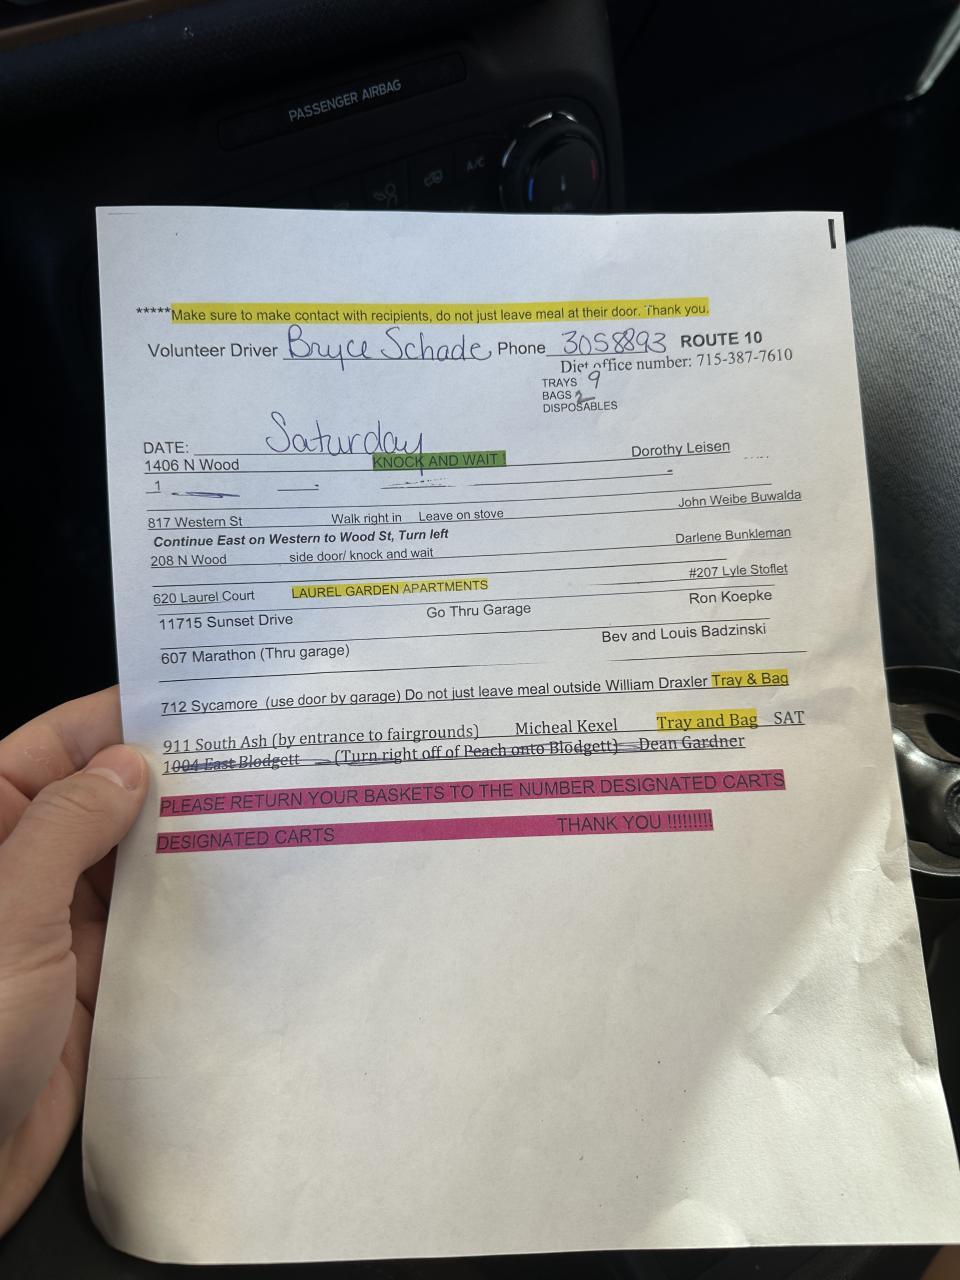 PASSENGER AIRBAG
A/C
*****Make sure to make contact with recipients, do not just leave meal at their door. Thank you.
Volunteer Driver Bryce Schade Phone 3058893 ROUTE 10
Diet office number: 715-387-7610
TRAYS 9
BAGS 2
DISPOSABLES
DATE: Saturday
1406 N Wood KNOCK AND WAIT ! Dorothy Leisen
1
817 Western St Walk right in Leave on stove John Weibe Buwalda
Continue East on Western to Wood St, Turn left
208 N Wood side door/ knock and wait Darlene Bunkleman
620 Laurel Court LAUREL GARDEN APARTMENTS #207 Lyle Stoflet
11715 Sunset Drive Go Thru Garage Ron Koepke
607 Marathon (Thru garage) Bev and Louis Badzinski
712 Sycamore (use door by garage) Do not just leave meal outside William Draxler Tray & Bag
911 South Ash (by entrance to fairgrounds) Micheal Kexel Tray and Bag SAT
1004 East Blodgett (Turn right off of Peach onto Blodgett) Dean Gardner
PLEASE RETURN YOUR BASKETS TO THE NUMBER DESIGNATED CARTS
DESIGNATED CARTS THANK YOU !!!!!!!!!